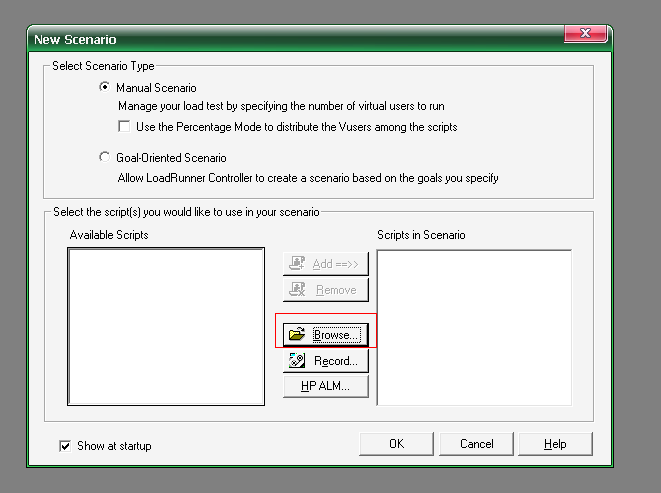 New Scenario
Select Scenario Type
Manual Scenario
Manage your load test by specifying the number of virtual users to run
Use the Percentage Mode to distribute the Vusers among the scripts
Goal-Oriented Scenario
Allow LoadRunner Controller to create a scenario based on the goals you specify
Select the script(s) you would like to use in your scenario
Available Scripts
Scripts in Scenario
Add ==>>
Remove
Browse...
Record...
HP ALM...
Show at startup
OK
Cancel
Help